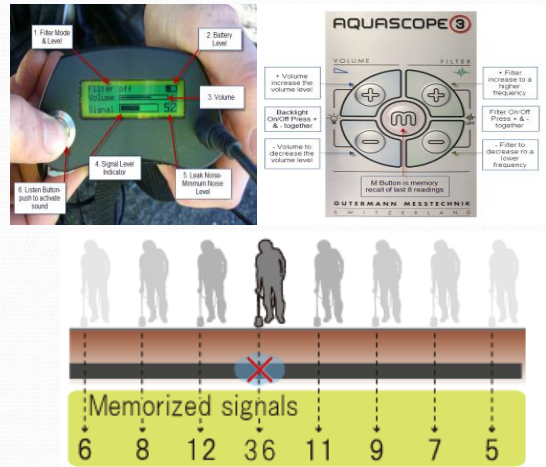 1. Filter Mode
& Level
2. Battery
Level
Filter off
Volume
Signal 52
3. Volume
4. Signal Level
Indicator
5. Leak Noise-
Minimum Noise
Level
6. Listen Button-
push to activate
sound
AQUASCOPE 3
VOLUME
FILTER
+ Volume
increase the
volume level
+ Filter
increase to a
higher
frequency
Backlight
On/Off Press +
& - together
m
Filter On/Off
Press + & -
together
- Volume to
decrease the
volume level
- Filter to
decrease ro a
lower
frequency
M Button is memory
recall of last 8 readings
GUTERMANN MESSTECHNIK
SWITZERLAND
Memorized signals
6 8 12 36 11 9 7 5